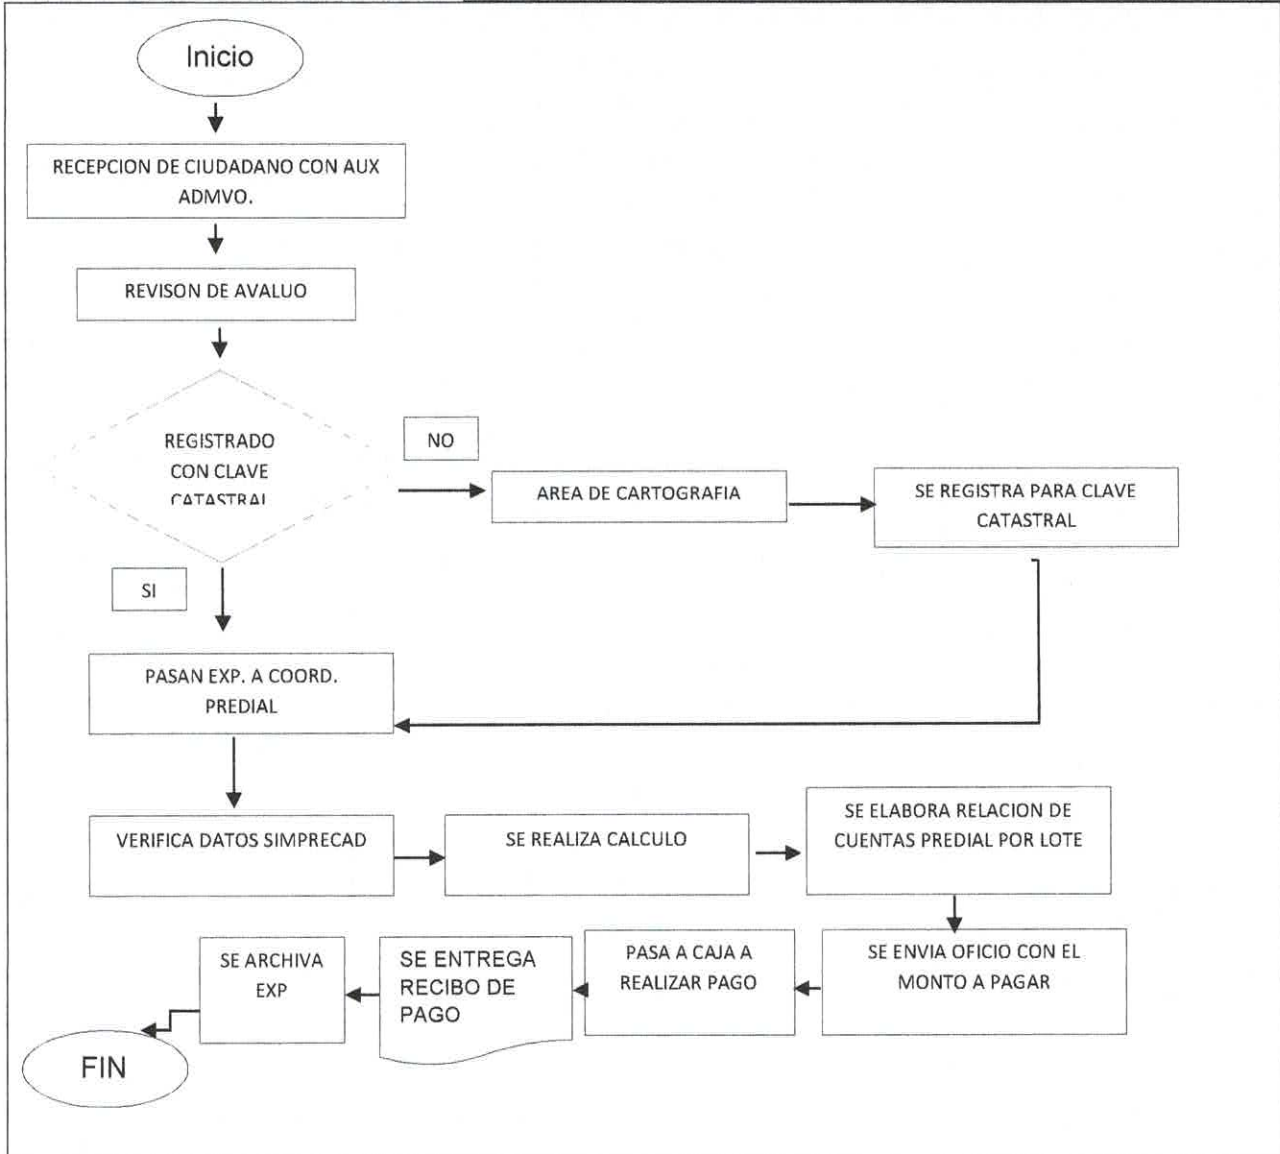 Inicio
RECEPCION DE CIUDADANO CON AUX
ADMVO.
REVISON DE AVALUO
REGISTRADO
CON CLAVE
CATASTRAL
NO
AREA DE CARTOGRAFIA
SE REGISTRA PARA CLAVE
CATASTRAL
SI
PASAN EXP. A COORD.
PREDIAL
VERIFICA DATOS SIMPRECAD
SE REALIZA CALCULO
SE ELABORA RELACION DE
CUENTAS PREDIAL POR LOTE
SE ENVIA OFICIO CON EL
MONTO A PAGAR
PASA A CAJA A
REALIZAR PAGO
SE ENTREGA
RECIBO DE
PAGO
SE ARCHIVA
EXP
FIN